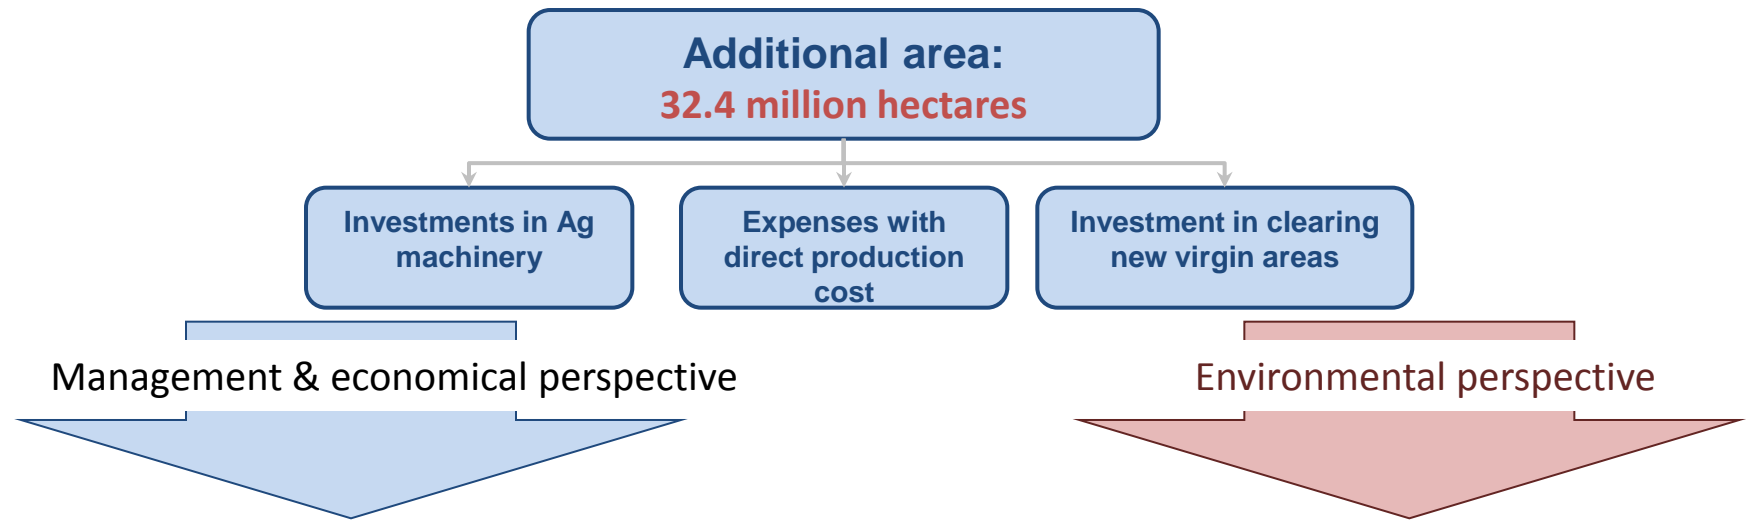 Additional area:
32.4 million hectares
Investments in Ag
machinery
Expenses with
direct production
cost
Investment in clearing
new virgin areas
Management & economical perspective
Environmental perspective